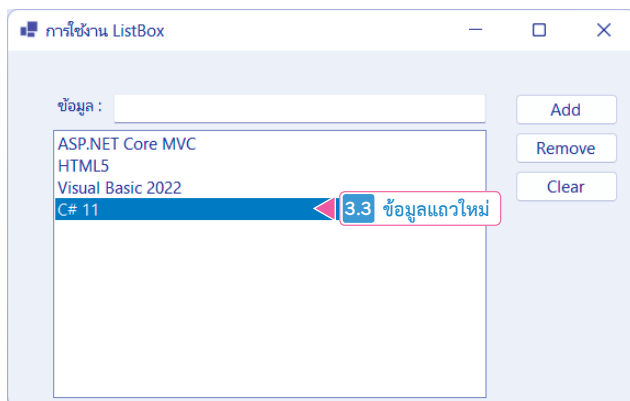 การใช้งาน ListBox
ข้อมูล :
Add
ASP.NET Core MVC
Remove
HTML5
Visual Basic 2022
Clear
C# 11
3.3 ข้อมูลแถวใหม่